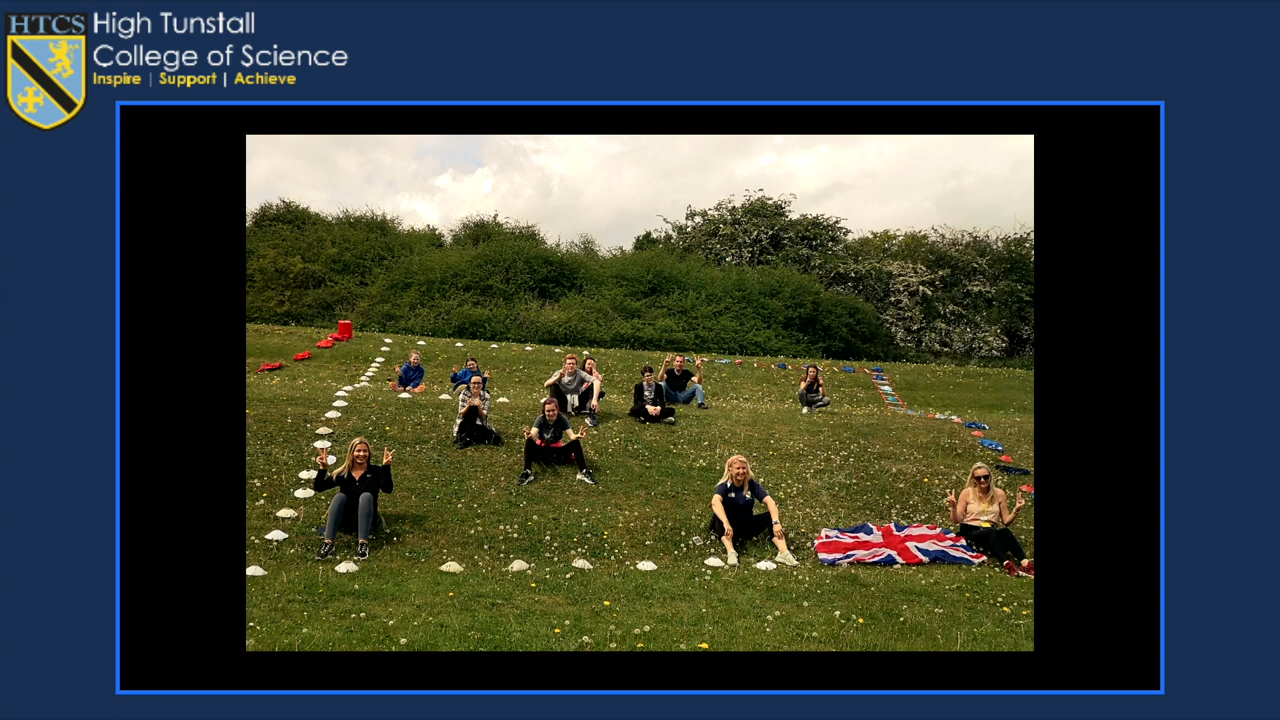 HTCS
High Tunstall
College of Science
Inspire | Support | Achieve